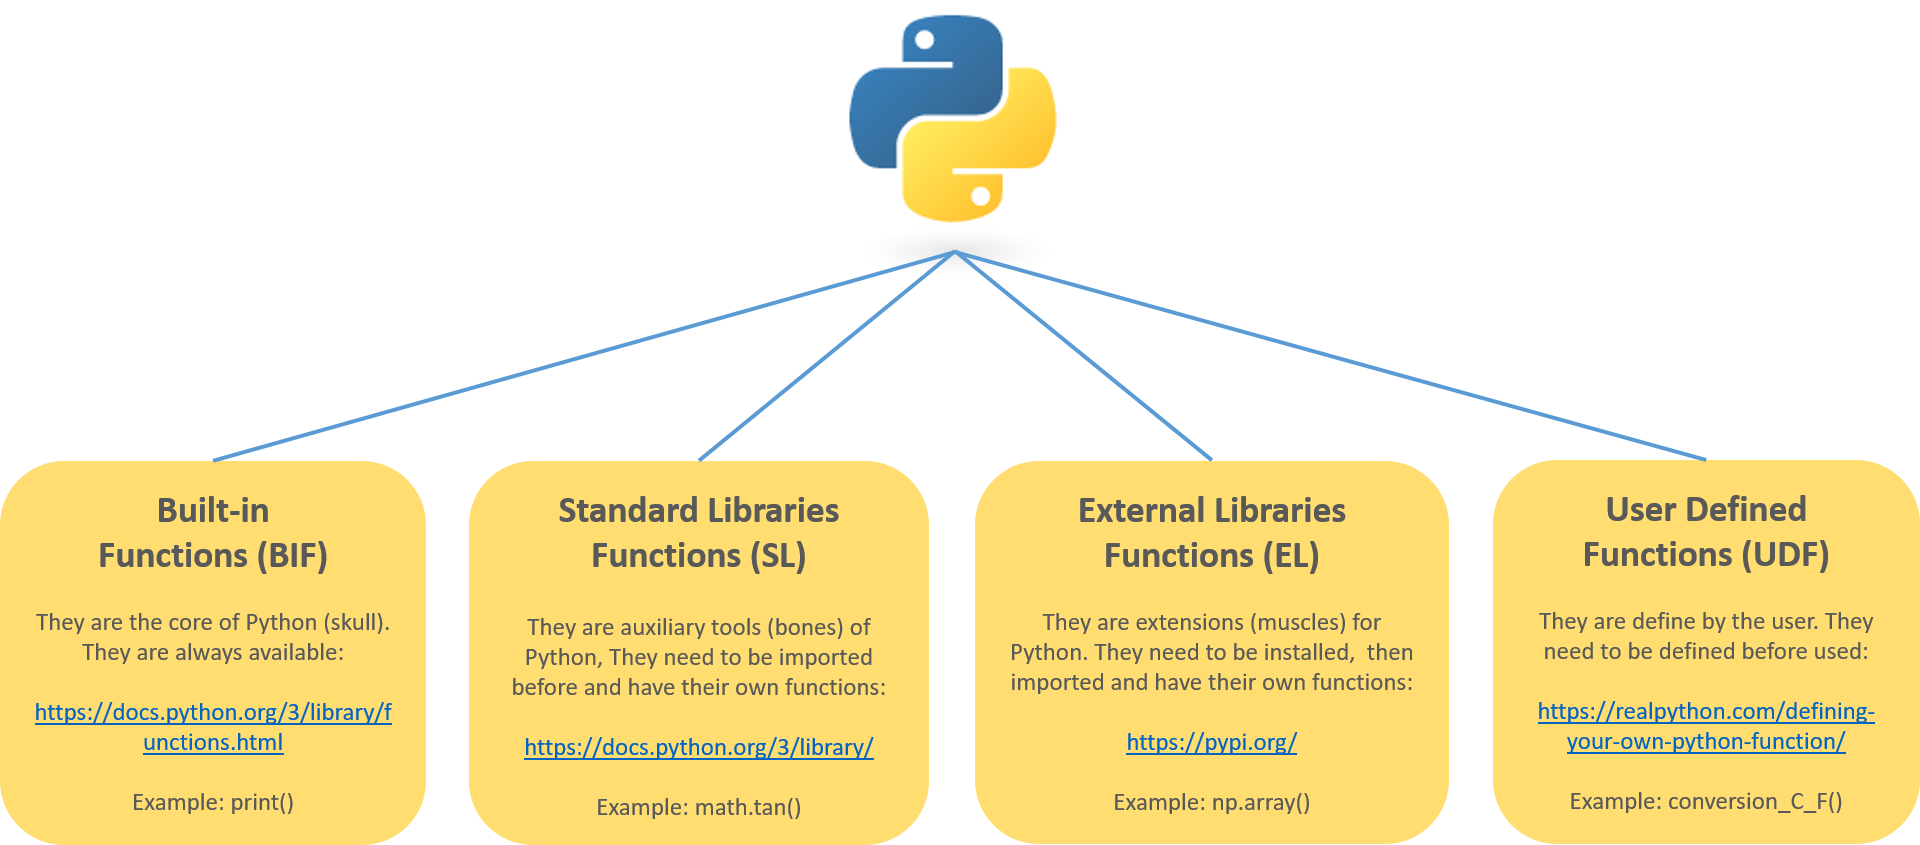 Built-in
Functions (BIF)
They are the core of Python (skull).
They are always available:
https://docs.python.org/3/library/f
unctions.html
Example: print()
Standard Libraries
Functions (SL)
They are auxiliary tools (bones) of
Python, They need to be imported
before and have their own functions:
https://docs.python.org/3/library/
Example: math.tan()
External Libraries
Functions (EL)
They are extensions (muscles) for
Python. They need to be installed,  then
imported and have their own functions:
https://pypi.org/
Example: np.array()
User Defined
Functions (UDF)
They are define by the user. They
need to be defined before used:
https://realpython.com/defining-
your-own-python-function/
Example: conversion_C_F()